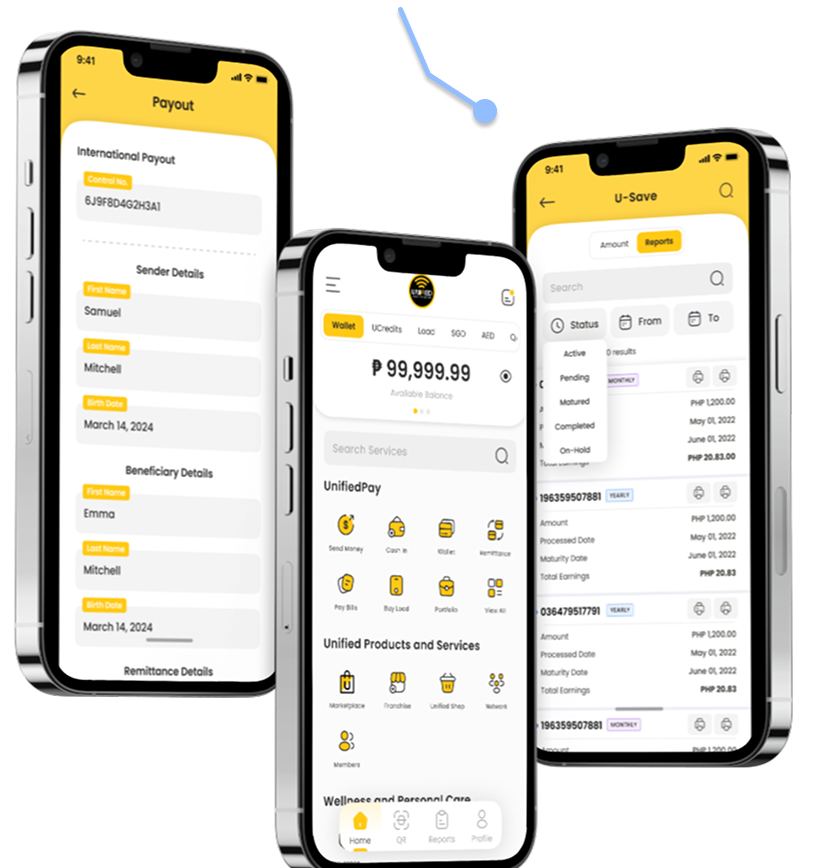 9:41
Payout
International Payout
Control No.
6J9F8D4G2H3A1
Sender Details
First Name
Samuel
Last Name
Mitchell
Birth Date
March 14, 2024
Beneficiary Details
First Name
Emma
Last Name
Mitchell
Birth Date
March 14, 2024
Remittance Details
UNIFIED
Wallet UCredits Load SGD AED
₱ 99,999.99
Available Balance
Search Services
UnifiedPay
Send Money Cash In Wallet Remittance
Pay Bills Buy Load Portfolio View All
Unified Products and Services
Marketplace Franchise Unified Shop Network
Members
Wellness and Personal Care
Home QR Reports Profile
9:41
U-Save
Amount Reports
Search
Status From To
Active
0 results
Pending
MONTHLY
Matured
PHP 1,200.00
Completed
May 01, 2022
June 01, 2022
On-Hold
PHP 20.83.00
Total Earnings
196359507881 YEARLY
Amount PHP 1,200.00
Processed Date May 01, 2022
Maturity Date June 01, 2022
Total Earnings PHP 20.83
036479517791 YEARLY
Amount PHP 1,200.00
Processed Date May 01, 2022
Maturity Date June 01, 2022
Total Earnings PHP 20.83
196359507881 MONTHLY
Amount PHP 1,200.00